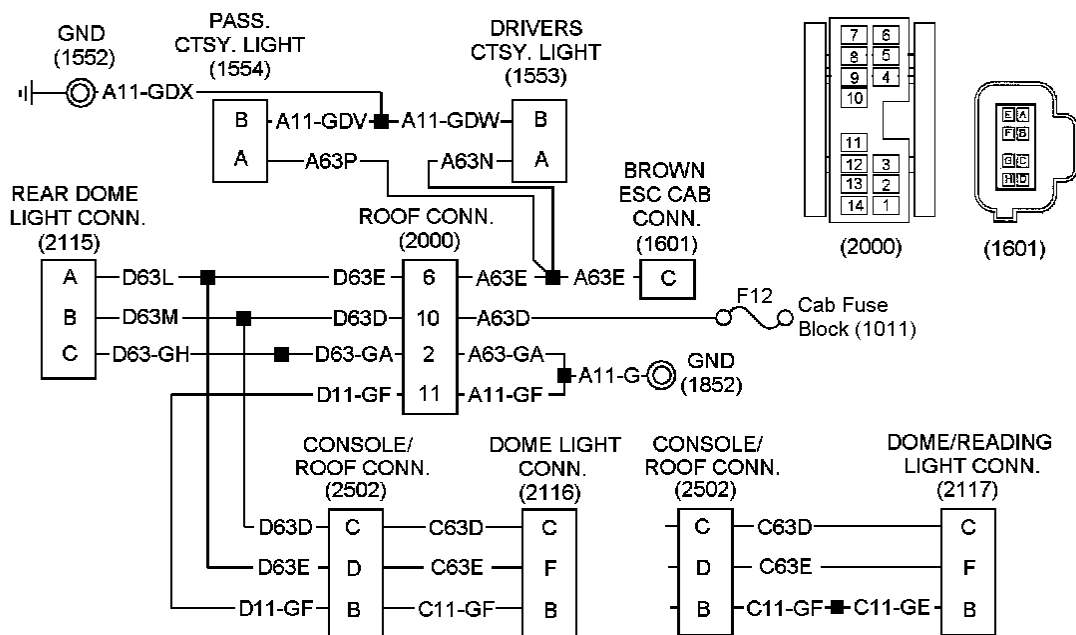 PASS.
CTSY. LIGHT
(1554)
GND
(1552)
DRIVERS
CTSY. LIGHT
(1553)
A11-GDX
B A11-GDV A11-GDW B
A A63P A63N A
7 6
8 5
9 4
10
11
12 3
13 2
14 1
(2000)
E A
F B
G C
H D
(1601)
REAR DOME
LIGHT CONN.
(2115)
ROOF CONN.
(2000)
BROWN
ESC CAB
CONN.
(1601)
A D63L D63E 6 A63E A63E C
B D63M D63D 10 A63D F12 Cab Fuse
Block (1011)
C D63-GH D63-GA 2 A63-GA
D11-GF 11 A11-GF
A11-G GND
(1852)
CONSOLE/
ROOF CONN.
(2502)
DOME LIGHT
CONN.
(2116)
D63D C C63D C
D63E D C63E F
D11-GF B C11-GF B
CONSOLE/
ROOF CONN.
(2502)
DOME/READING
LIGHT CONN.
(2117)
C C63D C
D C63E F
B C11-GF C11-GE B